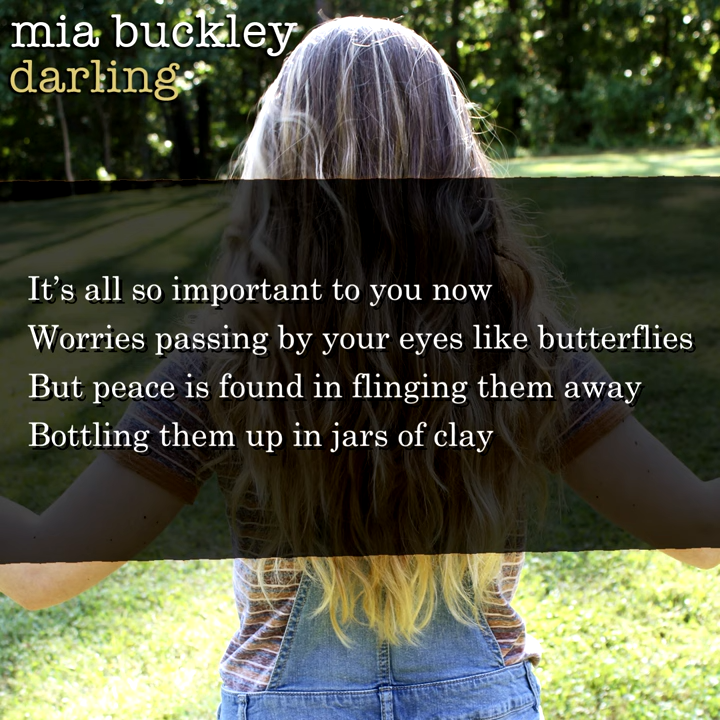 mia buckley
darling
It's all so important to you now
Worries passing by your eyes like butterflies
But peace is found in flinging them away
Bottling them up in jars of clay